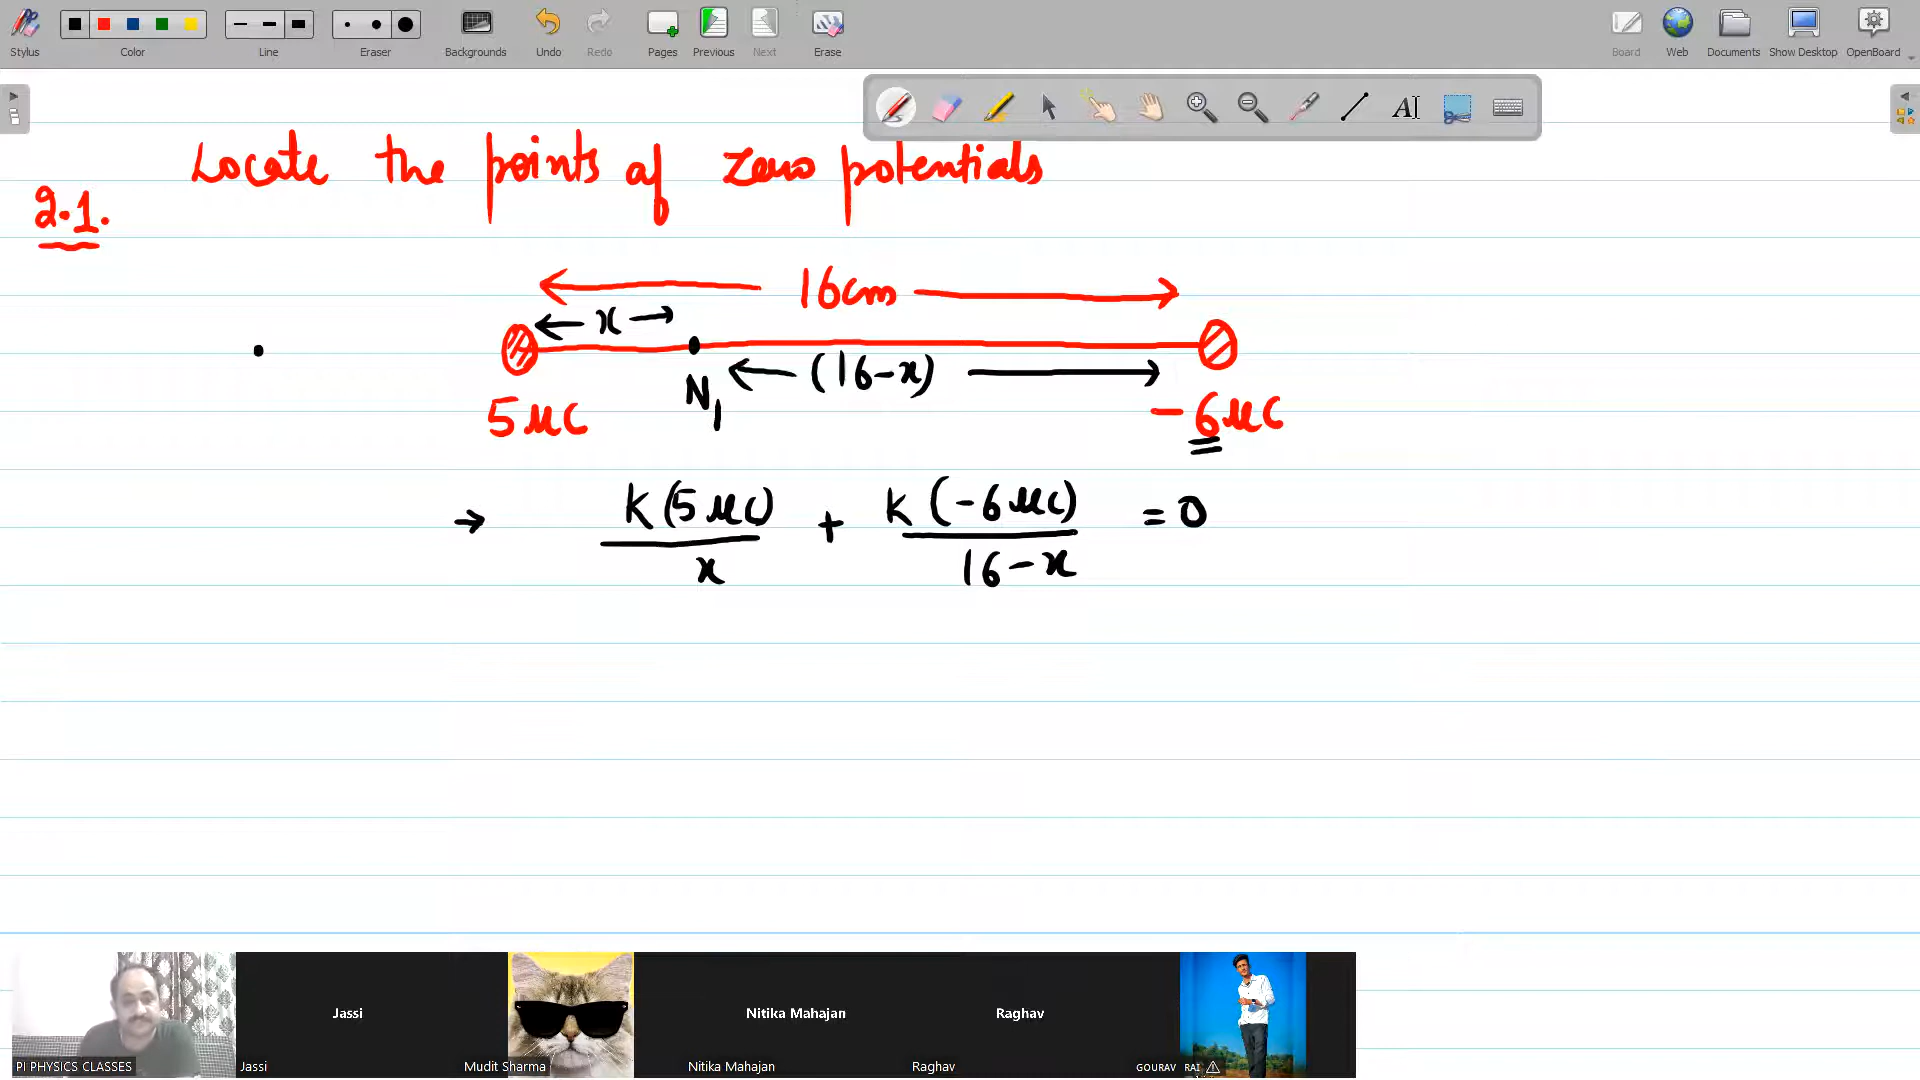 Stylus
Color
Line
Eraser
Backgrounds
Undo
Redo
Pages
Previous
Next
Erase
Board
Web
Documents
Show Desktop
OpenBoard
Locate the points of zero potentials
2.1.
16cm
x
(16-x)
N1
5μC
-6μC
→ K(5μC)/x + K(-6μC)/16-x = 0
PI PHYSICS CLASSES
Jassi
Jassi
Mudit Sharma
Nitika Mahajan
Nitika Mahajan
Raghav
Raghav
GOURAV RAI